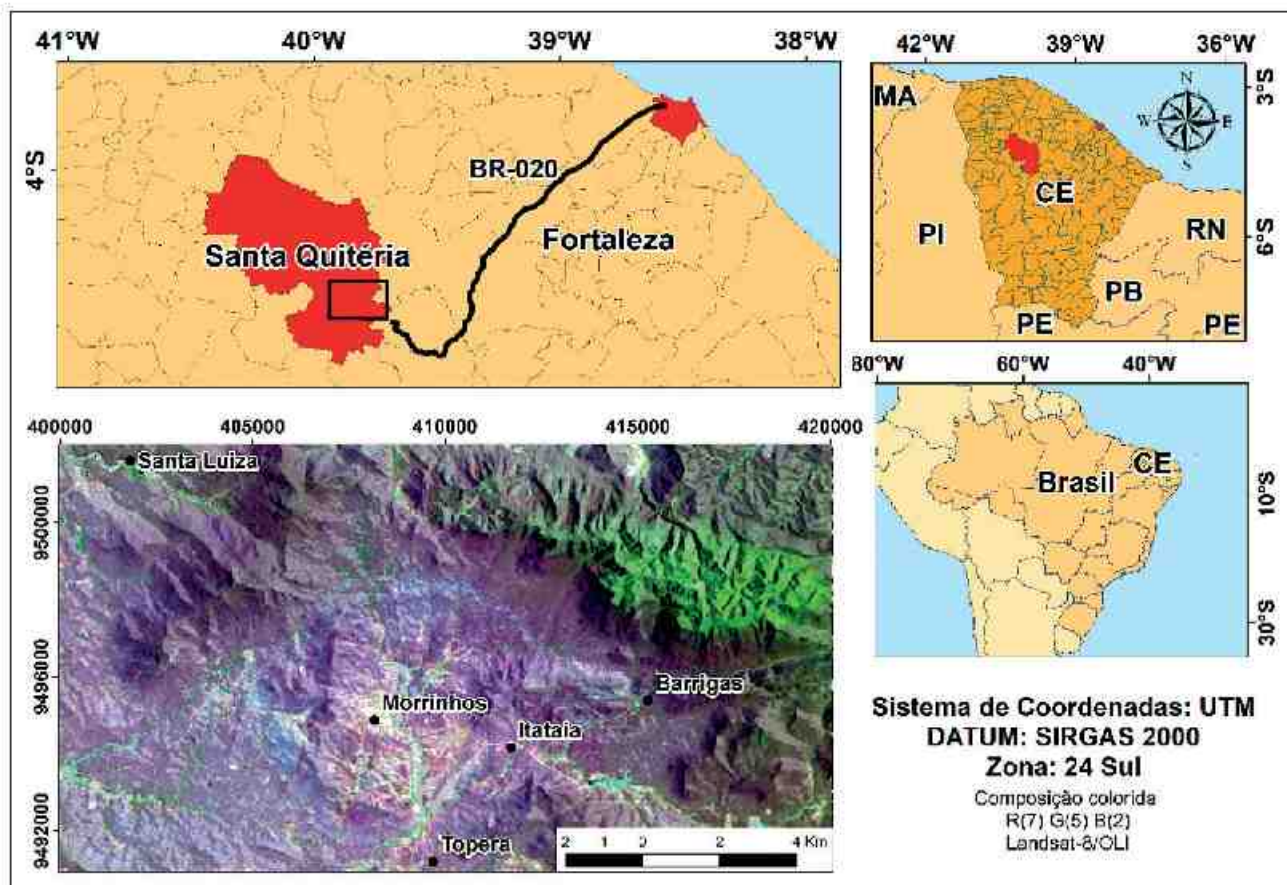 41°W 40°W 39°W 38°W
4°S
BR-020
Santa Quitéria
Fortaleza
42°W 39°W 36°W
3°S
6°S
MA
N
W E
S
CE
PI
RN
PB
PE
PE
80°W 60°W 40°W
10°S
30°S
CE
Brasil
400000 405000 410000 415000 420000
9500000
9496000
9492000
Santa Luiza
Morrinhos
Barrigas
Itataia
Topera
2 0 2 4 Km
Sistema de Coordenadas: UTM
DATUM: SIRGAS 2000
Zona: 24 Sul
Composição colorida
R(7) G(5) B(2)
Landsat-8/OLI